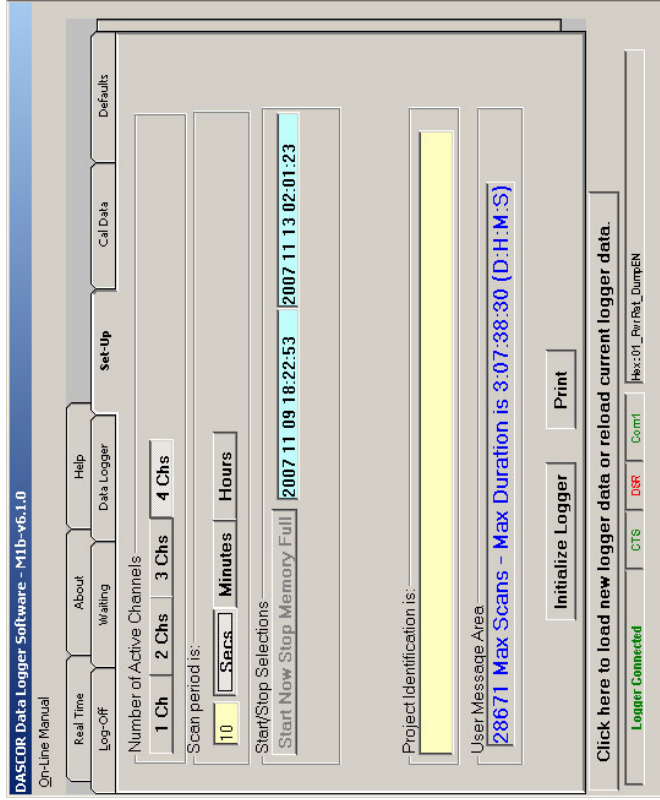 DASCOR Data Logger Software - M1b-v6.1.0
On-Line Manual
Real Time About Help
Log-Off Waiting Data Logger Set-Up Cal Data Defaults
Number of Active Channels
1 Ch 2 Chs 3 Chs 4 Chs
Scan period is:
10 Secs Minutes Hours
Start/Stop Selections
Start Now Stop Memory Full 2007 11 09 18:22:53 2007 11 13 02:01:23
Project Identification is:
User Message Area
28671 Max Scans - Max Duration is 3:07:38:30 (D:H:M:S)
Initialize Logger Print
Click here to load new logger data or reload current logger data.
Logger Connected CTS DSR Com1 Hex:01_PwrRat_DumpEN